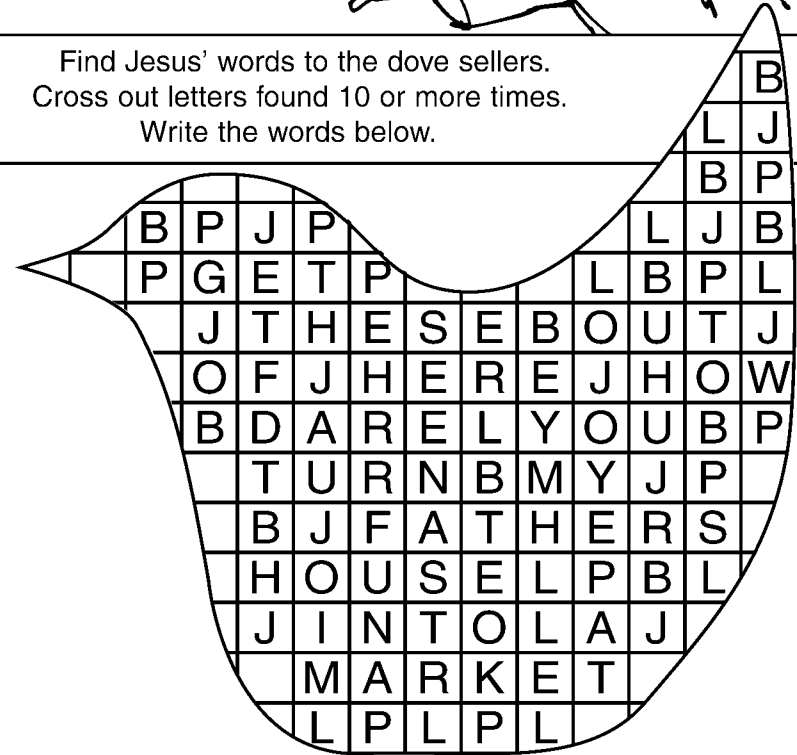 Find Jesus' words to the dove sellers.
Cross out letters found 10 or more times.
Write the words below.
B
L J
B P
B P J P L J B
P G E T P L B P L
J T H E S E B O U T J
O F J H E R E J H O W
B D A R E L Y O U B P
T U R N B M Y J P
B J F A T H E R S
H O U S E L P B L
J I N T O L A J
M A R K E T
L P L P L